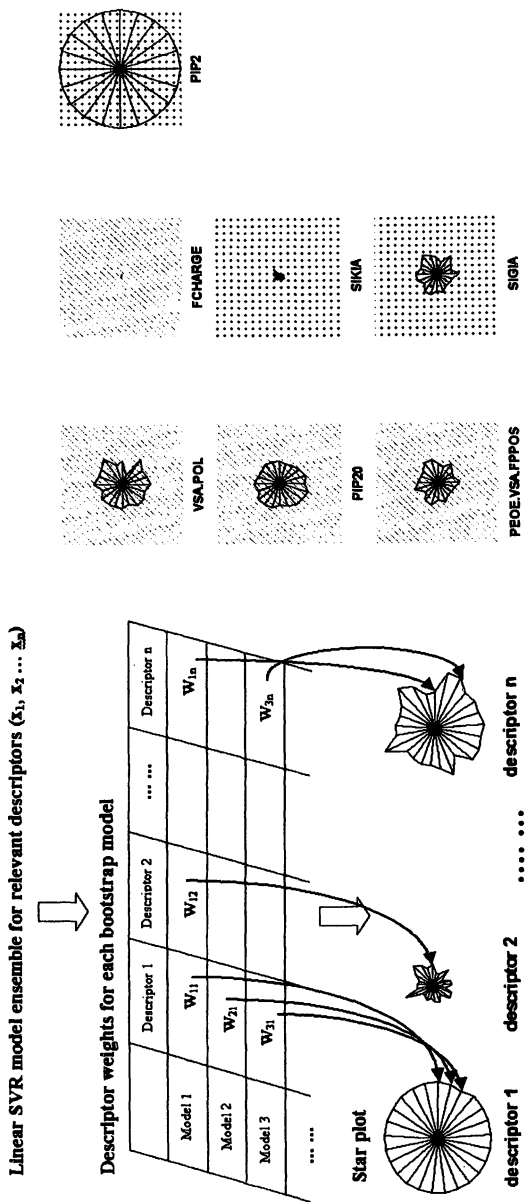 Linear SVR model ensemble for relevant descriptors (x₁, x₂ ... xₙ)
Descriptor weights for each bootstrap model
Descriptor 1
Descriptor 2
... ...
Descriptor n
Model 1
W₁₁
W₁₂
W₁ₙ
Model 2
W₂₁
Model 3
W₃₁
W₃ₙ
... ...
Star plot
descriptor 1
descriptor 2
.... ...
descriptor n
VSA.POL
FCHARGE
PIP2
PIP20
SIKIA
PEOE.VSA.FPPOS
SIGIA